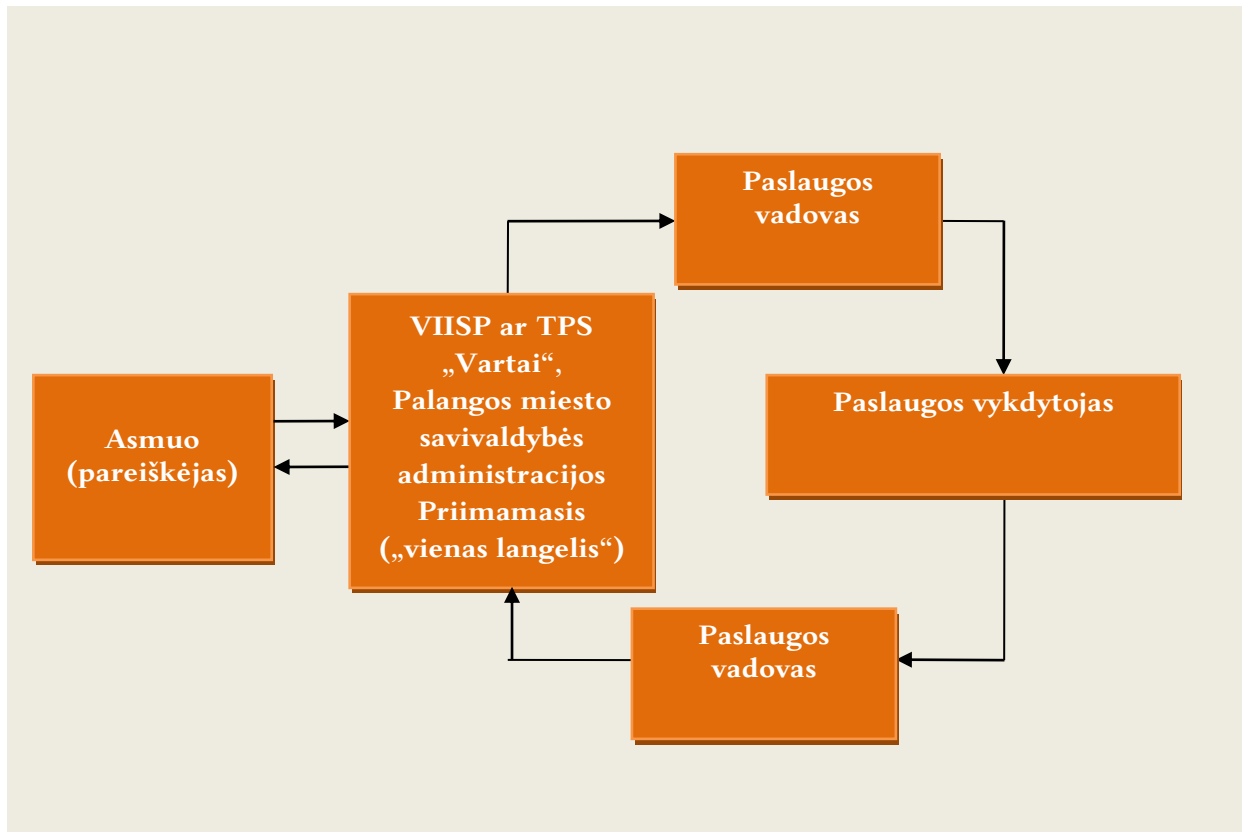 Paslaugos
vadovas
VIISP ar TPS
„Vartai“,
Palangos miesto
savivaldybės
administracijos
Priimamasis
(„vienas langelis“)
Asmuo
(pareiškėjas)
Paslaugos vykdytojas
Paslaugos
vadovas